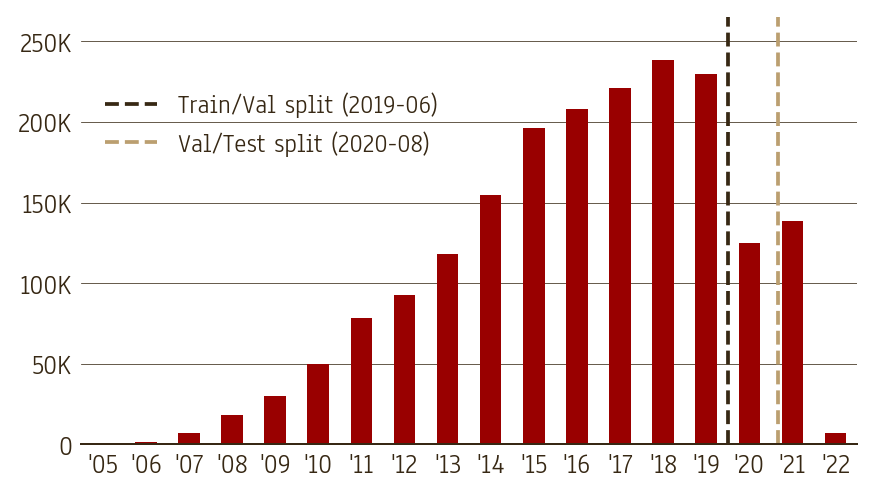 250K
Train/Val split (2019-06)
200K
Val/Test split (2020-08)
150K
100K
50K
0
'05 '06 '07 '08 '09 '10 '11 '12 '13 '14 '15 '16 '17 '18 '19 '20 '21 '22